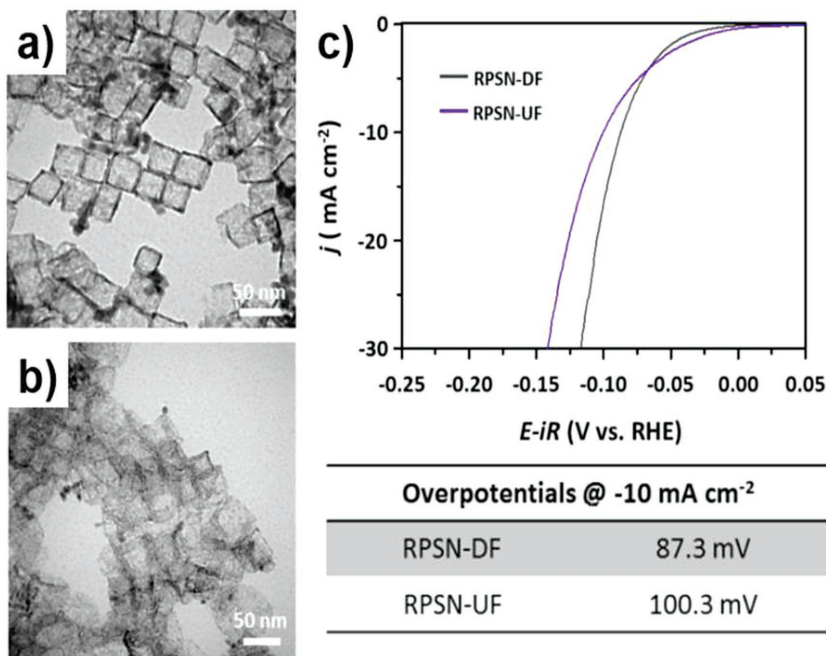 a)
50 nm
b)
50 nm
c)
0
-10
-20
-30
j ( mA cm⁻²)
RPSN-DF
RPSN-UF
-0.25 -0.20 -0.15 -0.10 -0.05 0.00 0.05
E-iR (V vs. RHE)
Overpotentials @ -10 mA cm⁻²
RPSN-DF 87.3 mV
RPSN-UF 100.3 mV